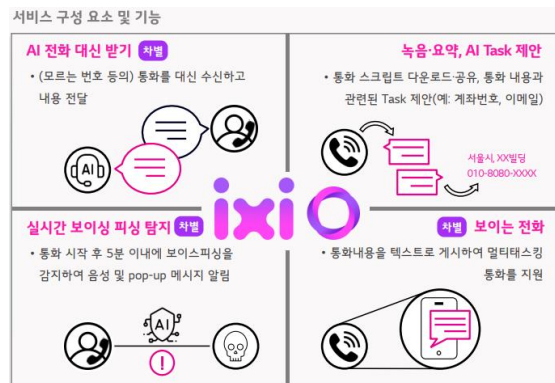 서비스 구성 요소 및 기능
AI 전화 대신 받기 차별
• (모르는 번호 등의) 통화를 대신 수신하고
내용 전달
AI
녹음·요약, AI Task 제안
• 통화 스크립트 다운로드·공유, 통화 내용과
관련된 Task 제안(예: 계좌번호, 이메일)
서울시, XX빌딩
010-8080-XXXX
ixio
실시간 보이싱 피싱 탐지 차별
• 통화 시작 후 5분 이내에 보이스피싱을
감지하여 음성 및 pop-up 메시지 알림
AI
!
차별 보이는 전화
• 통화내용을 텍스트로 게시하여 멀티태스킹
통화를 지원